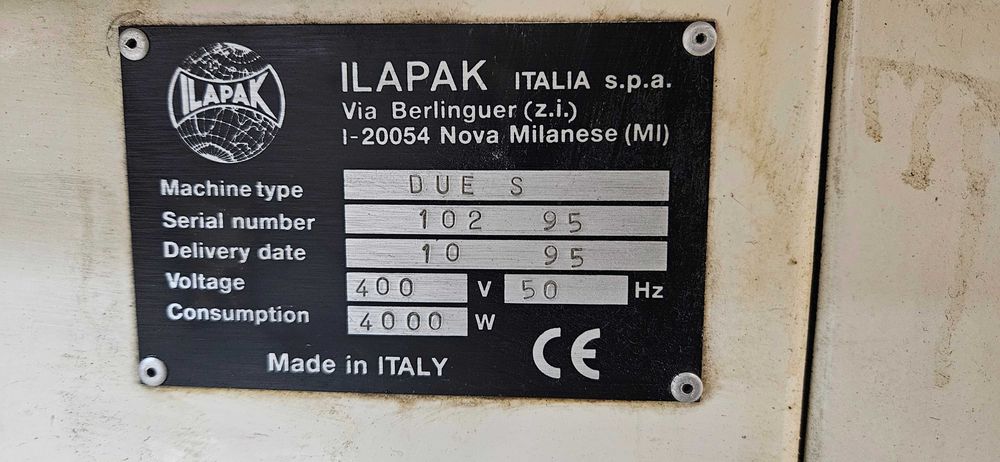 ILAPAK
ILAPAK ITALIA s.p.a.
Via Berlinguer (z.i.)
I-20054 Nova Milanese (MI)
Machine type DUE S
Serial number 102 95
Delivery date 10 95
Voltage 400 V 50 Hz
Consumption 4000 W
Made in ITALY CE